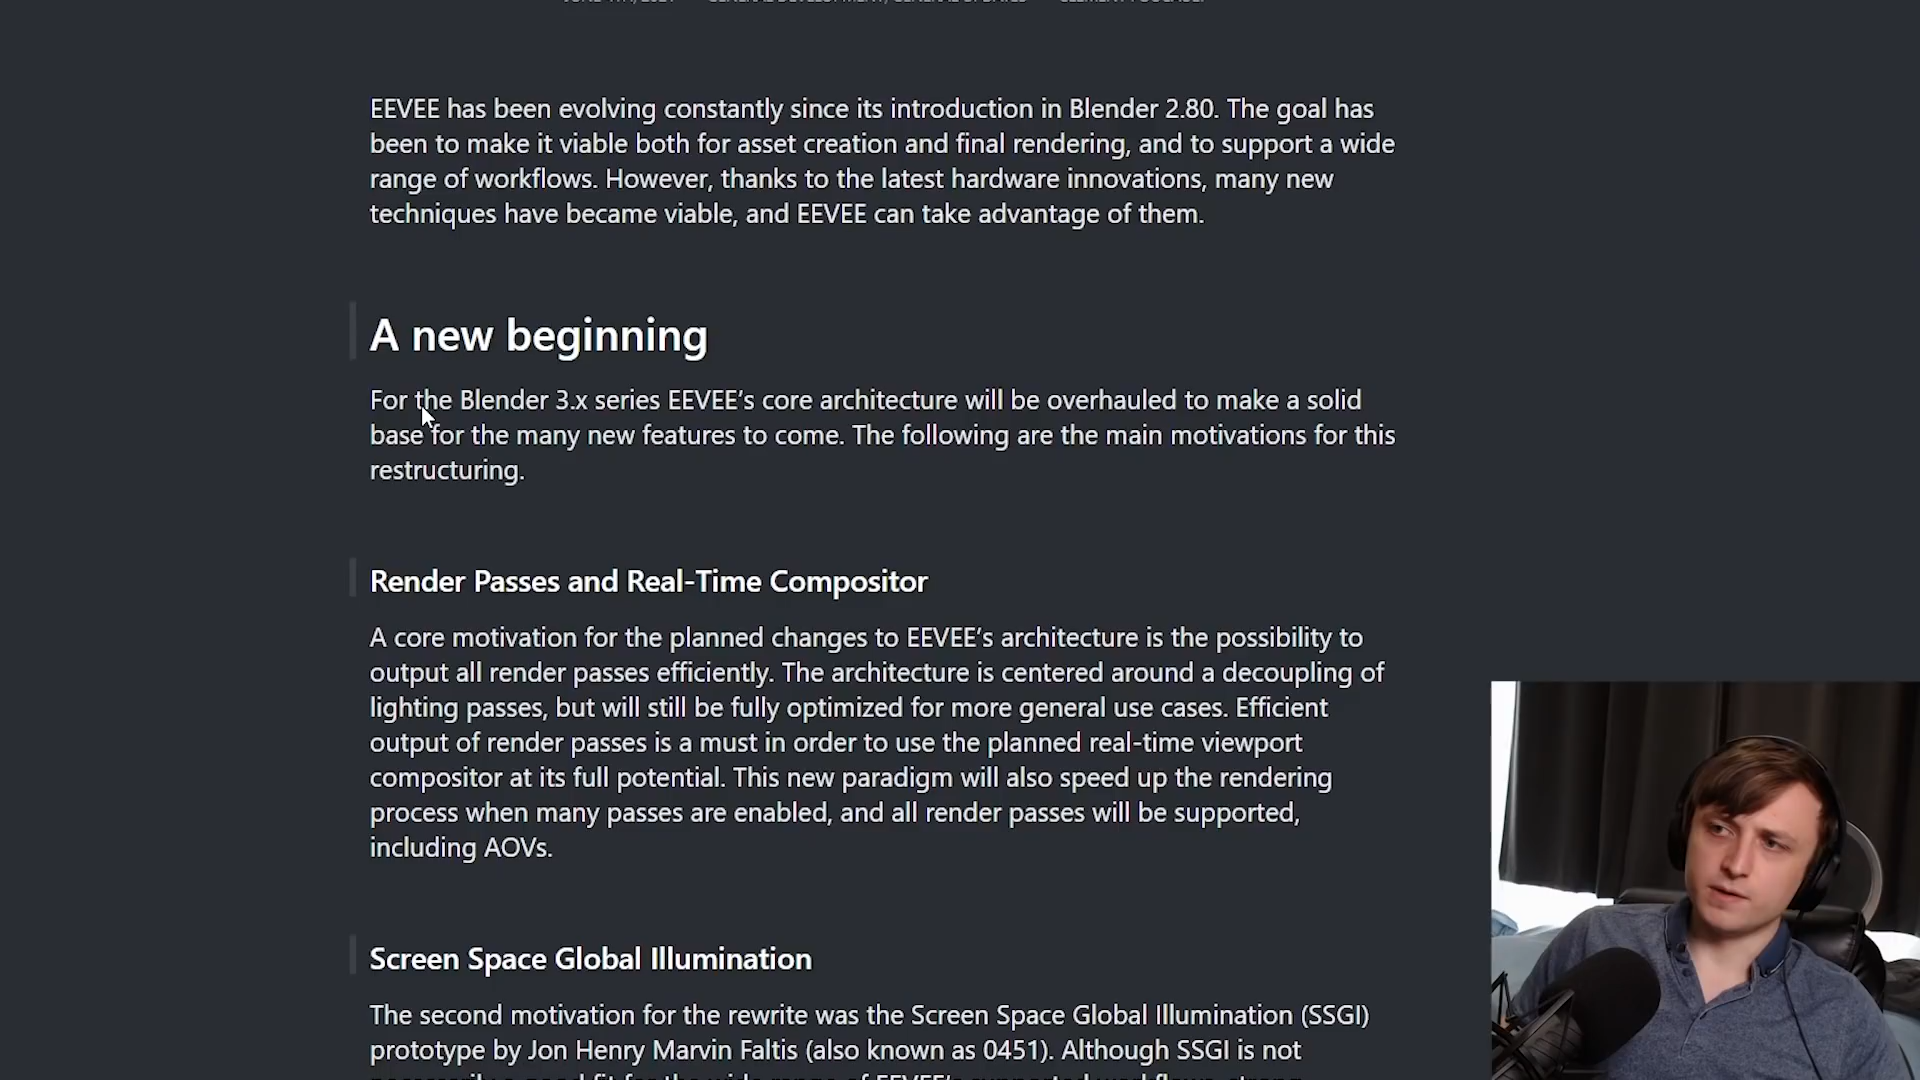 EEVEE has been evolving constantly since its introduction in Blender 2.80. The goal has
been to make it viable both for asset creation and final rendering, and to support a wide
range of workflows. However, thanks to the latest hardware innovations, many new
techniques have became viable, and EEVEE can take advantage of them.
A new beginning
For the Blender 3.x series EEVEE’s core architecture will be overhauled to make a solid
base for the many new features to come. The following are the main motivations for this
restructuring.
Render Passes and Real-Time Compositor
A core motivation for the planned changes to EEVEE’s architecture is the possibility to
output all render passes efficiently. The architecture is centered around a decoupling of
lighting passes, but will still be fully optimized for more general use cases. Efficient
output of render passes is a must in order to use the planned real-time viewport
compositor at its full potential. This new paradigm will also speed up the rendering
process when many passes are enabled, and all render passes will be supported,
including AOVs.
Screen Space Global Illumination
The second motivation for the rewrite was the Screen Space Global Illumination (SSGI)
prototype by Jon Henry Marvin Faltis (also known as 0451). Although SSGI is not